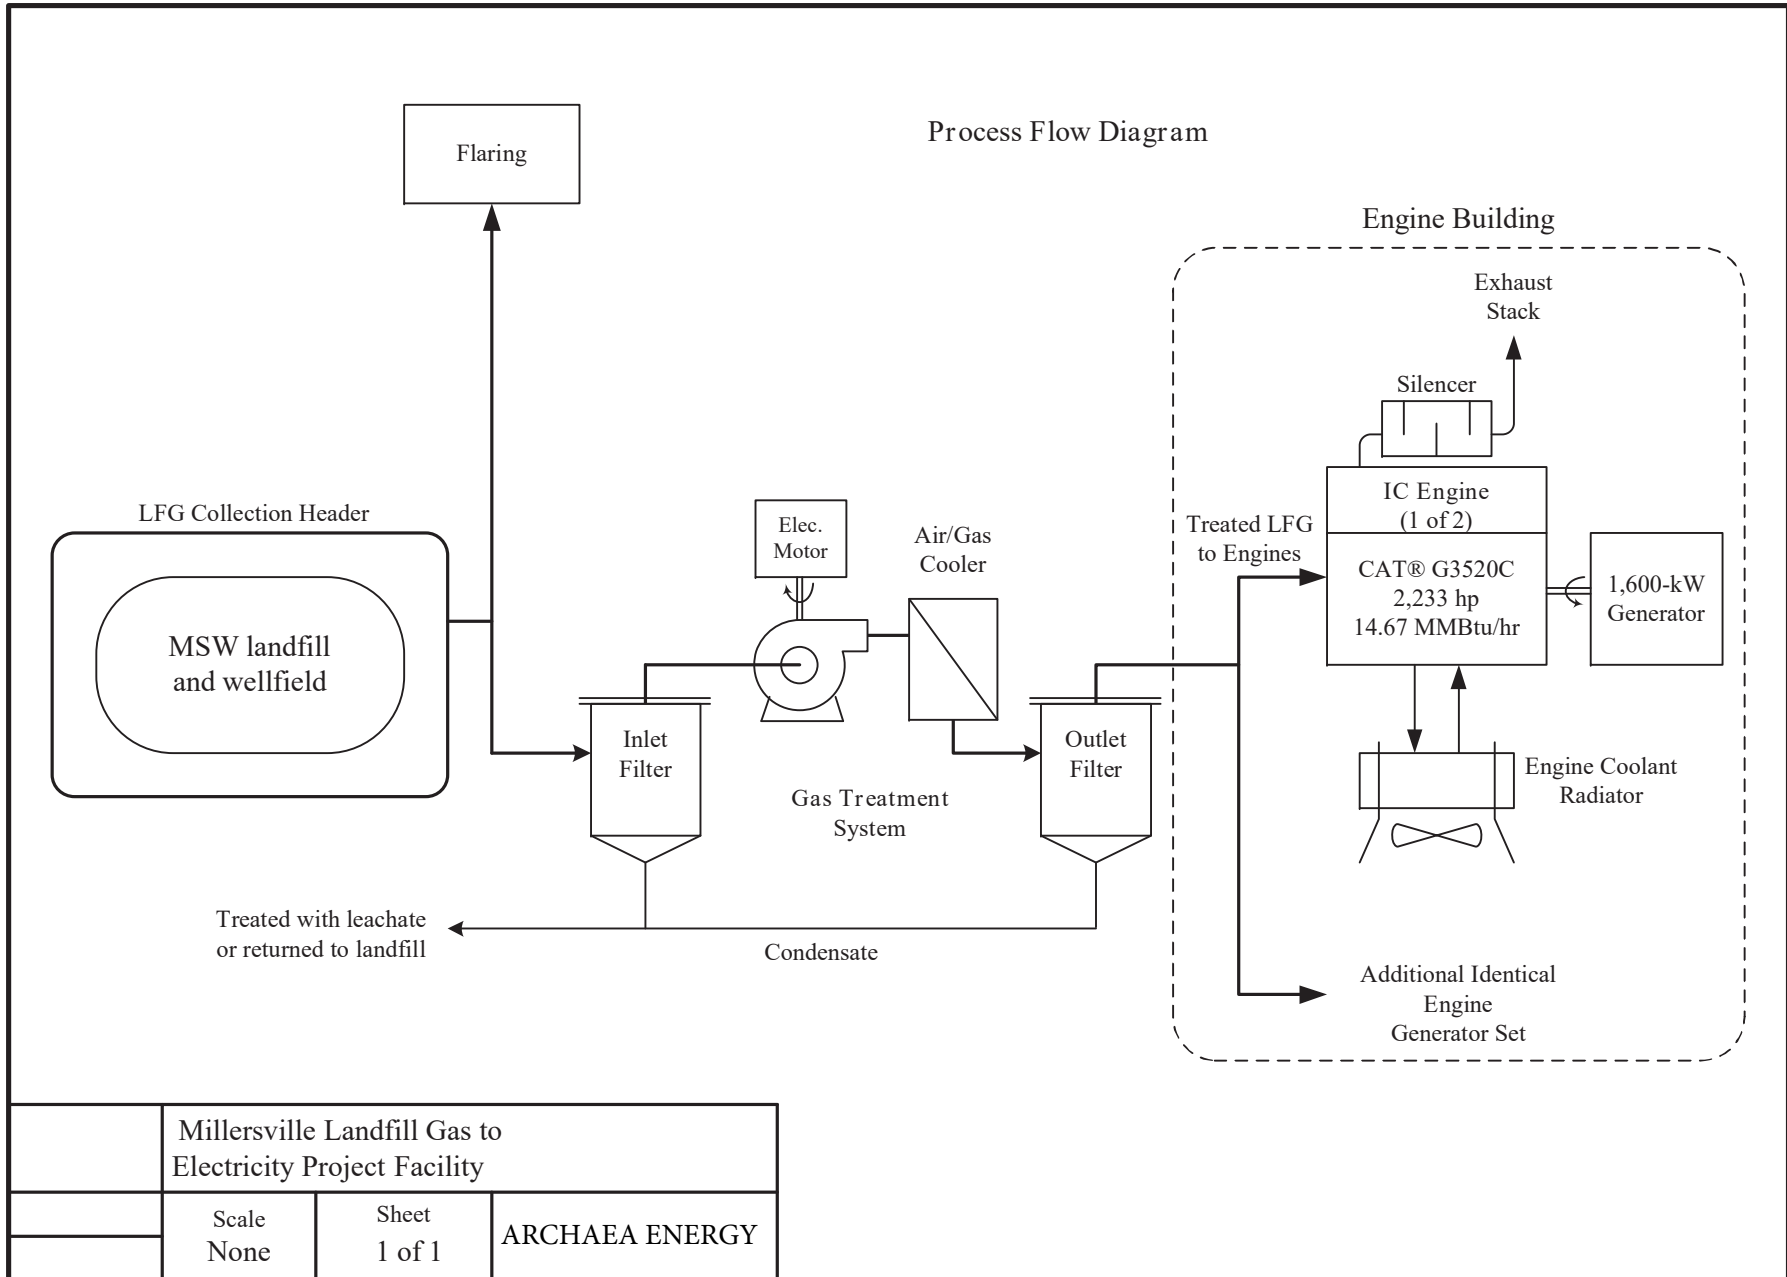 Process Flow Diagram
Flaring
Engine Building
Exhaust
Stack
Silencer
IC Engine
(1 of 2)
Treated LFG
to Engines
CAT® G3520C
2,233 hp
14.67 MMBtu/hr
1,600-kW
Generator
LFG Collection Header
MSW landfill
and wellfield
Elec.
Motor
Air/Gas
Cooler
Inlet
Filter
Outlet
Filter
Gas Treatment
System
Engine Coolant
Radiator
Treated with leachate
or returned to landfill
Condensate
Additional Identical
Engine
Generator Set
Millersville Landfill Gas to
Electricity Project Facility
Scale
None
Sheet
1 of 1
ARCHAEA ENERGY